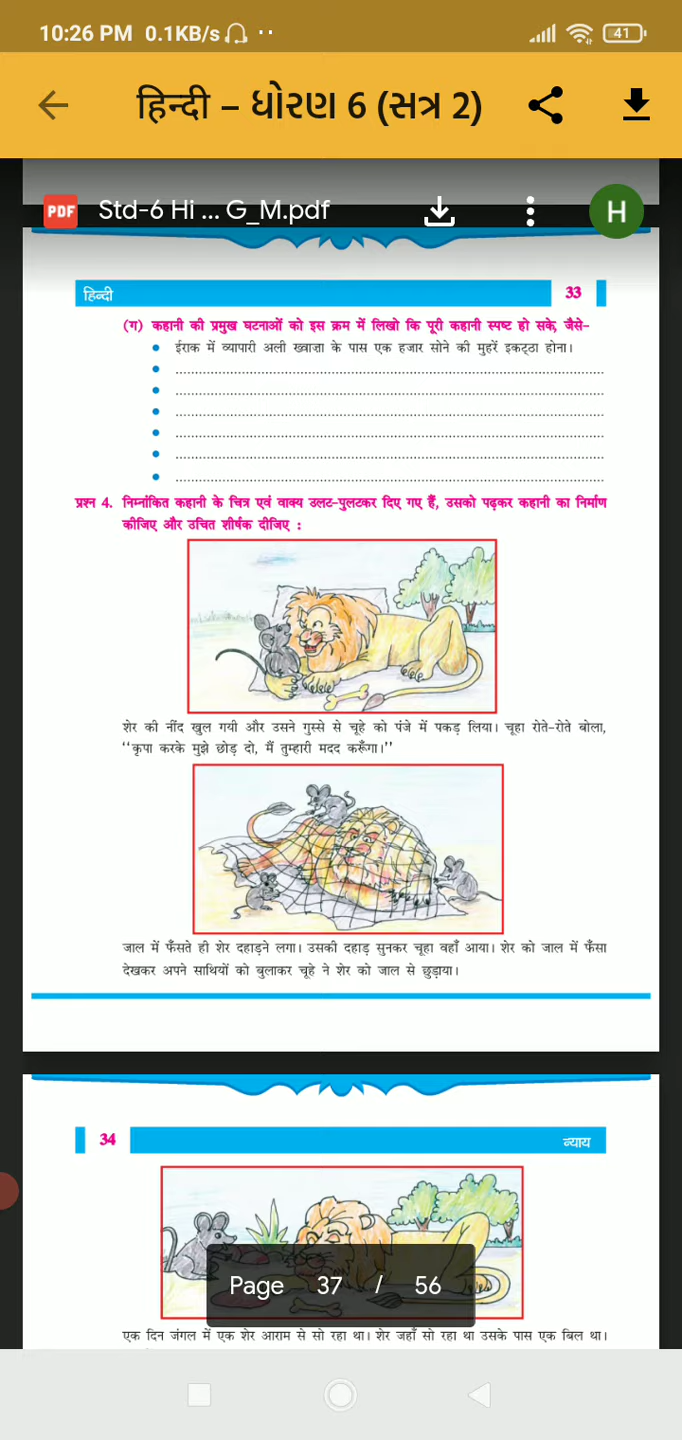 10:26 PM 0.1KB/s
41
हिन्दी – ધોરણ 6 (સત્ર 2)
PDF Std-6 Hi ... G_M.pdf H
हिन्दी 33
(ग) कहानी की प्रमुख घटनाओं को इस क्रम में लिखो कि पूरी कहानी स्पष्ट हो सके, जैसे–
• ईराक में व्यापारी अली ख्वाजा के पास एक हजार सोने की मुहरें इकट्ठा होना।
प्रश्न 4. निम्नांकित कहानी के चित्र एवं वाक्य उलट-पुलटकर दिए गए हैं, उसको पढ़कर कहानी का निर्माण
कीजिए और उचित शीर्षक दीजिए :
शेर की नींद खुल गयी और उसने गुस्से से चूहे को पंजे में पकड़ लिया। चूहा रोते-रोते बोला,
‘‘कृपा करके मुझे छोड़ दो, मैं तुम्हारी मदद करूँगा।’’
जाल में फँसते ही शेर दहाड़ने लगा। उसकी दहाड़ सुनकर चूहा वहाँ आया। शेर को जाल में फँसा
देखकर अपने साथियों को बुलाकर चूहे ने शेर को जाल से छुड़ाया।
34 न्याय
Page 37 / 56
एक दिन जंगल में एक शेर आराम से सो रहा था। शेर जहाँ सो रहा था उसके पास एक बिल था।